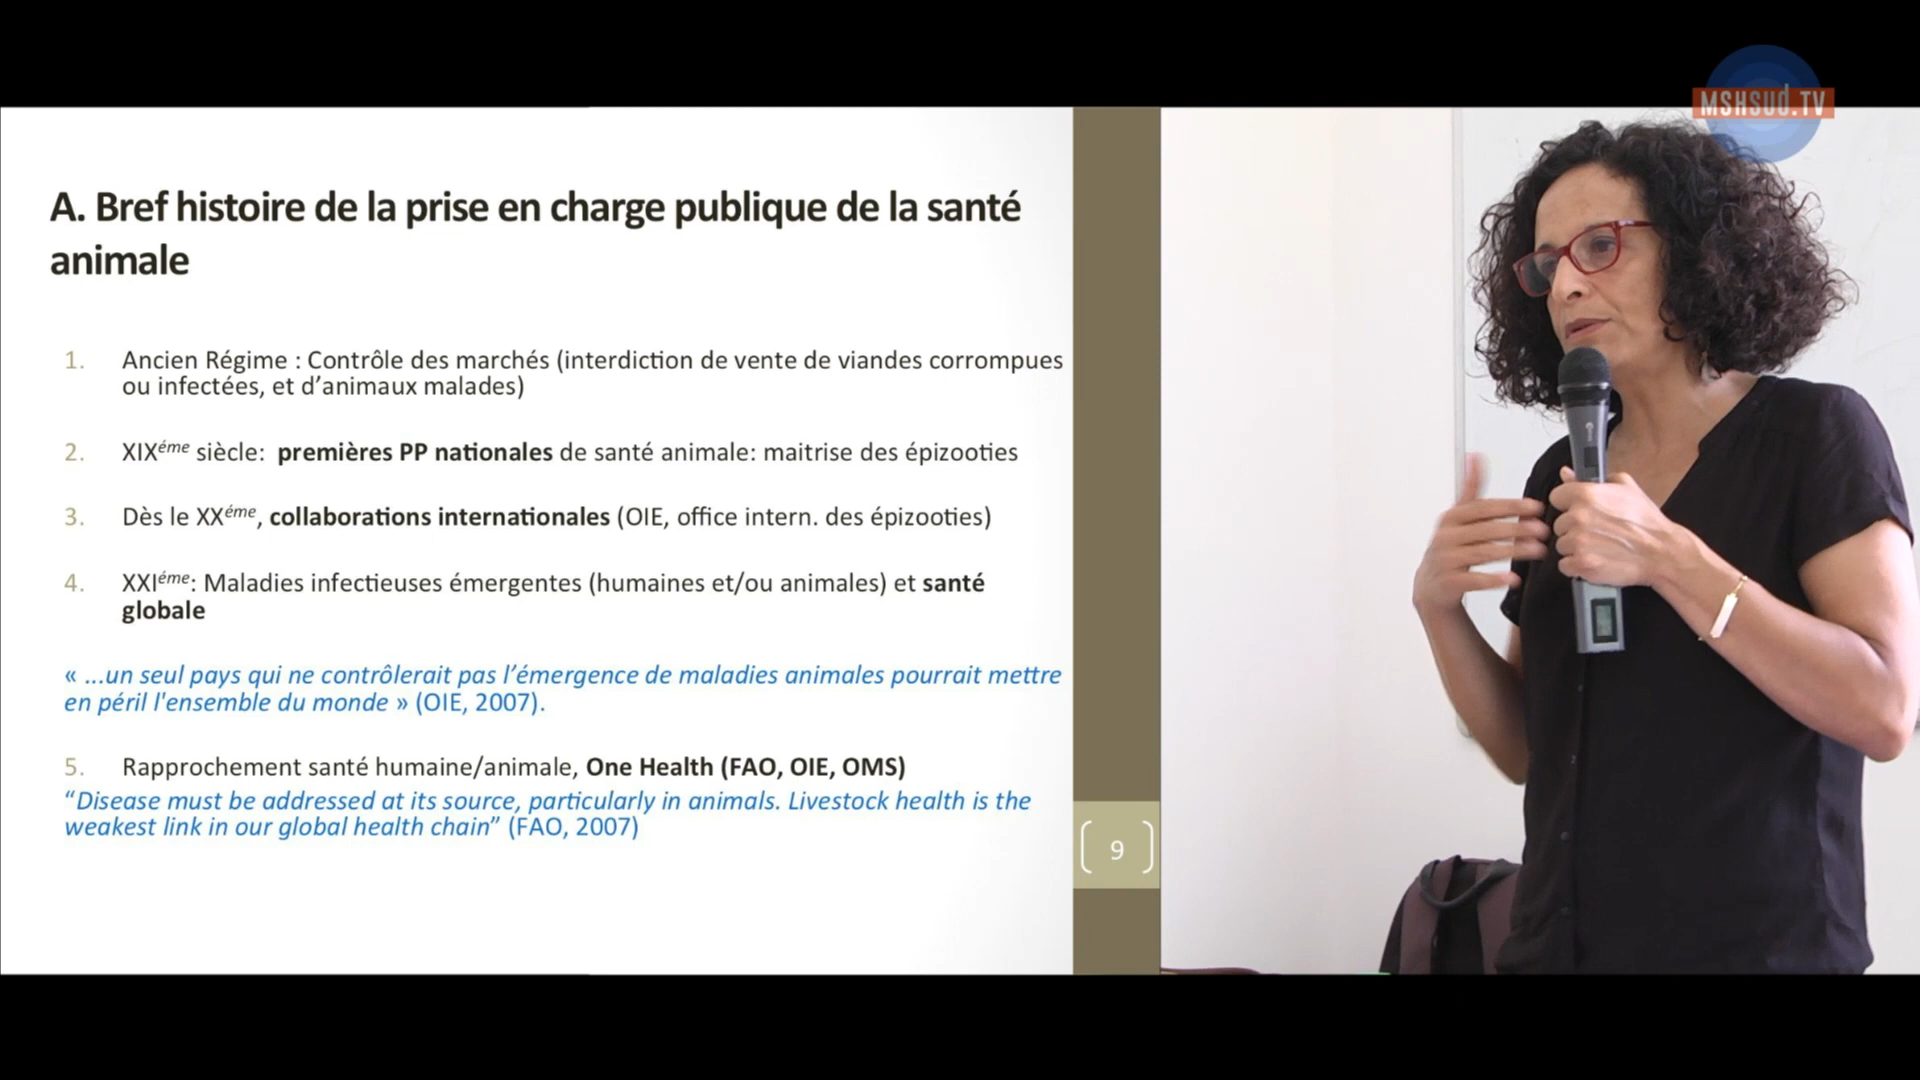 MSHSUD.TV
A. Bref histoire de la prise en charge publique de la santé
animale
1. Ancien Régime : Contrôle des marchés (interdiction de vente de viandes corrompues
ou infectées, et d’animaux malades)
2. XIXéme siècle: premières PP nationales de santé animale: maitrise des épizooties
3. Dès le XXéme, collaborations internationales (OIE, office intern. des épizooties)
4. XXIéme: Maladies infectieuses émergentes (humaines et/ou animales) et santé
globale
« ...un seul pays qui ne contrôlerait pas l’émergence de maladies animales pourrait mettre
en péril l'ensemble du monde » (OIE, 2007).
5. Rapprochement santé humaine/animale, One Health (FAO, OIE, OMS)
“Disease must be addressed at its source, particularly in animals. Livestock health is the
weakest link in our global health chain” (FAO, 2007)
9